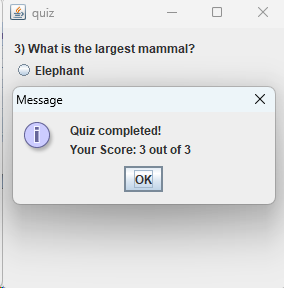 quiz
3) What is the largest mammal?
Elephant
Message
Quiz completed!
Your Score: 3 out of 3
OK